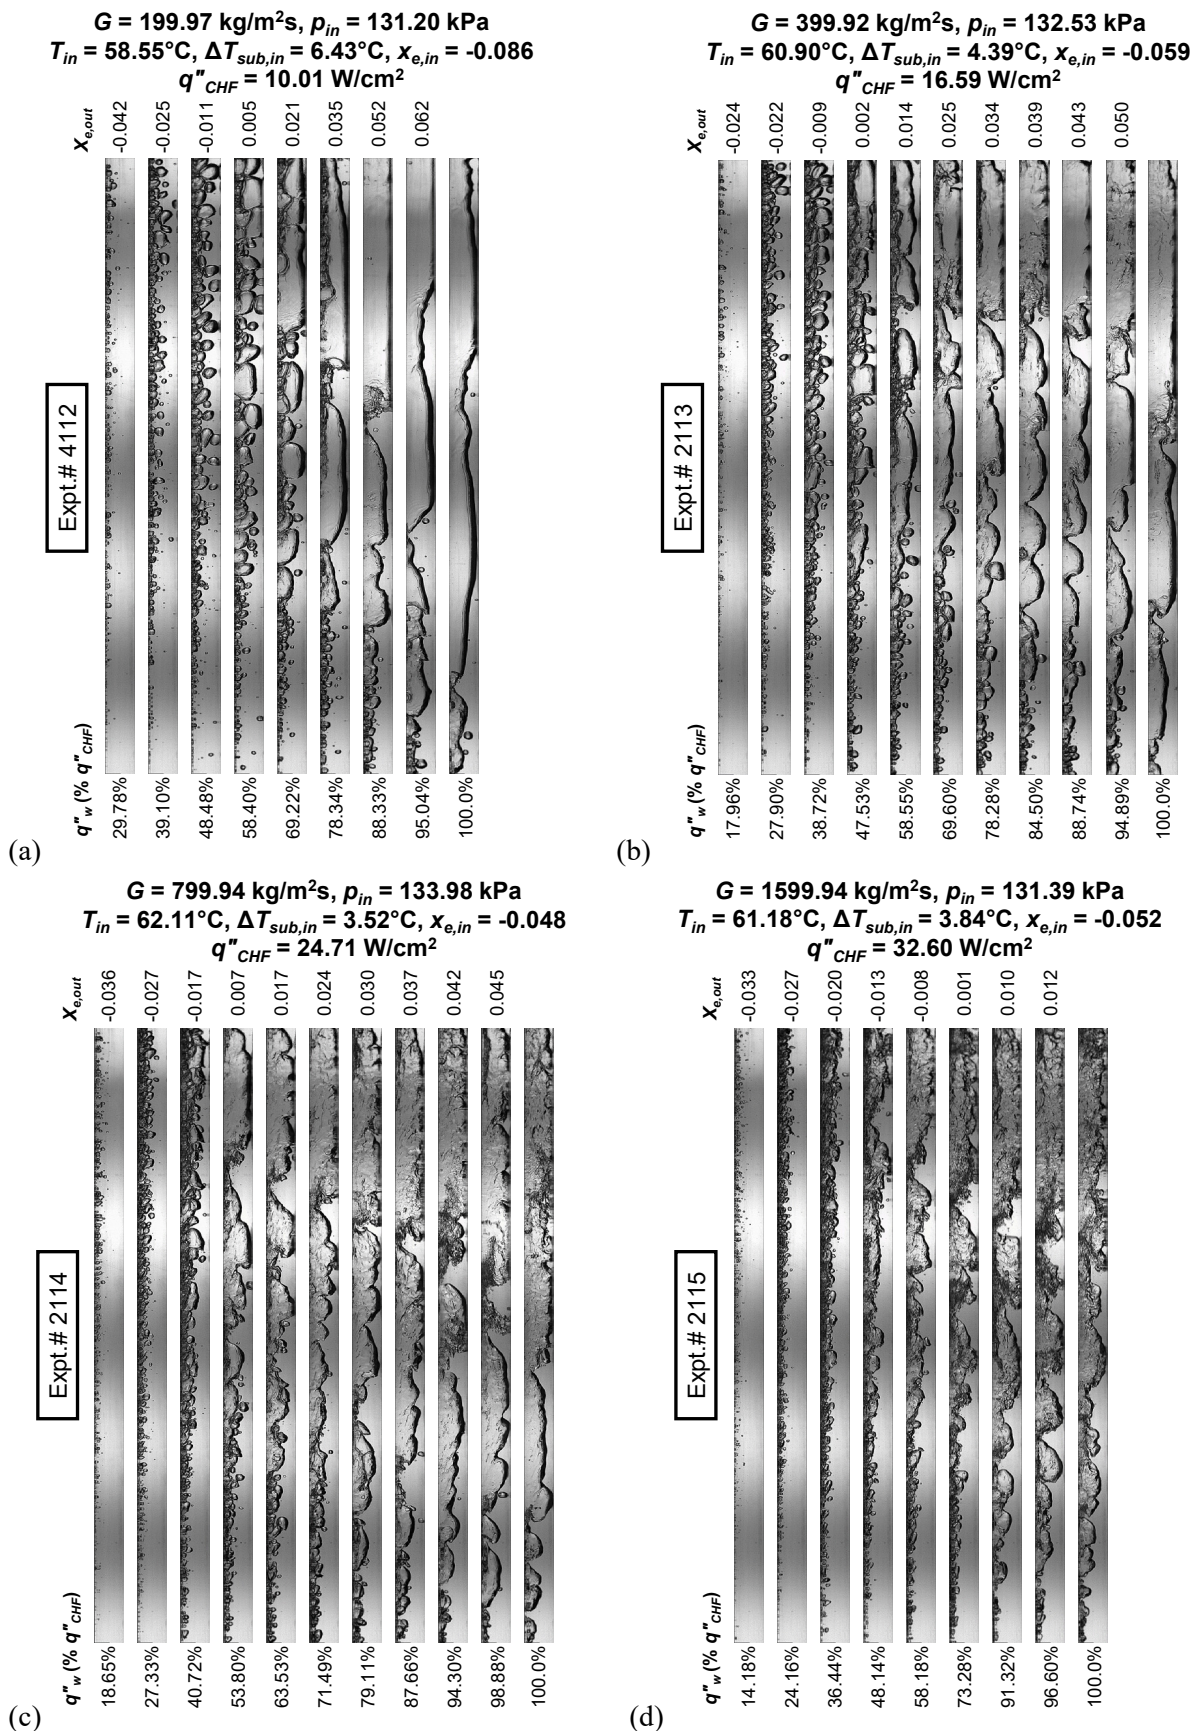 G = 199.97 kg/m²s, p_in = 131.20 kPa
T_in = 58.55°C, ΔT_sub,in = 6.43°C, x_e,in = -0.086
q"_CHF = 10.01 W/cm²
Expt.# 4112
x_e,out
-0.042
-0.025
-0.011
0.005
0.021
0.035
0.052
0.062
q"_w (% q"_CHF)
29.78%
39.10%
48.48%
58.40%
69.22%
78.34%
88.33%
95.04%
100.0%
(a)
G = 399.92 kg/m²s, p_in = 132.53 kPa
T_in = 60.90°C, ΔT_sub,in = 4.39°C, x_e,in = -0.059
q"_CHF = 16.59 W/cm²
Expt.# 2113
x_e,out
-0.024
-0.022
-0.009
0.002
0.014
0.025
0.034
0.039
0.043
0.050
q"_w (% q"_CHF)
17.96%
27.90%
38.72%
47.53%
58.55%
69.60%
78.28%
84.50%
88.74%
94.89%
100.0%
(b)
G = 799.94 kg/m²s, p_in = 133.98 kPa
T_in = 62.11°C, ΔT_sub,in = 3.52°C, x_e,in = -0.048
q"_CHF = 24.71 W/cm²
Expt.# 2114
x_e,out
-0.036
-0.027
-0.017
0.007
0.017
0.024
0.030
0.037
0.042
0.045
q"_w (% q"_CHF)
18.65%
27.33%
40.72%
53.80%
63.53%
71.49%
79.11%
87.66%
94.30%
98.88%
100.0%
(c)
G = 1599.94 kg/m²s, p_in = 131.39 kPa
T_in = 61.18°C, ΔT_sub,in = 3.84°C, x_e,in = -0.052
q"_CHF = 32.60 W/cm²
Expt.# 2115
x_e,out
-0.033
-0.027
-0.020
-0.013
-0.008
0.001
0.010
0.012
q"_w (% q"_CHF)
14.18%
24.16%
36.44%
48.14%
58.18%
73.28%
91.32%
96.60%
100.0%
(d)